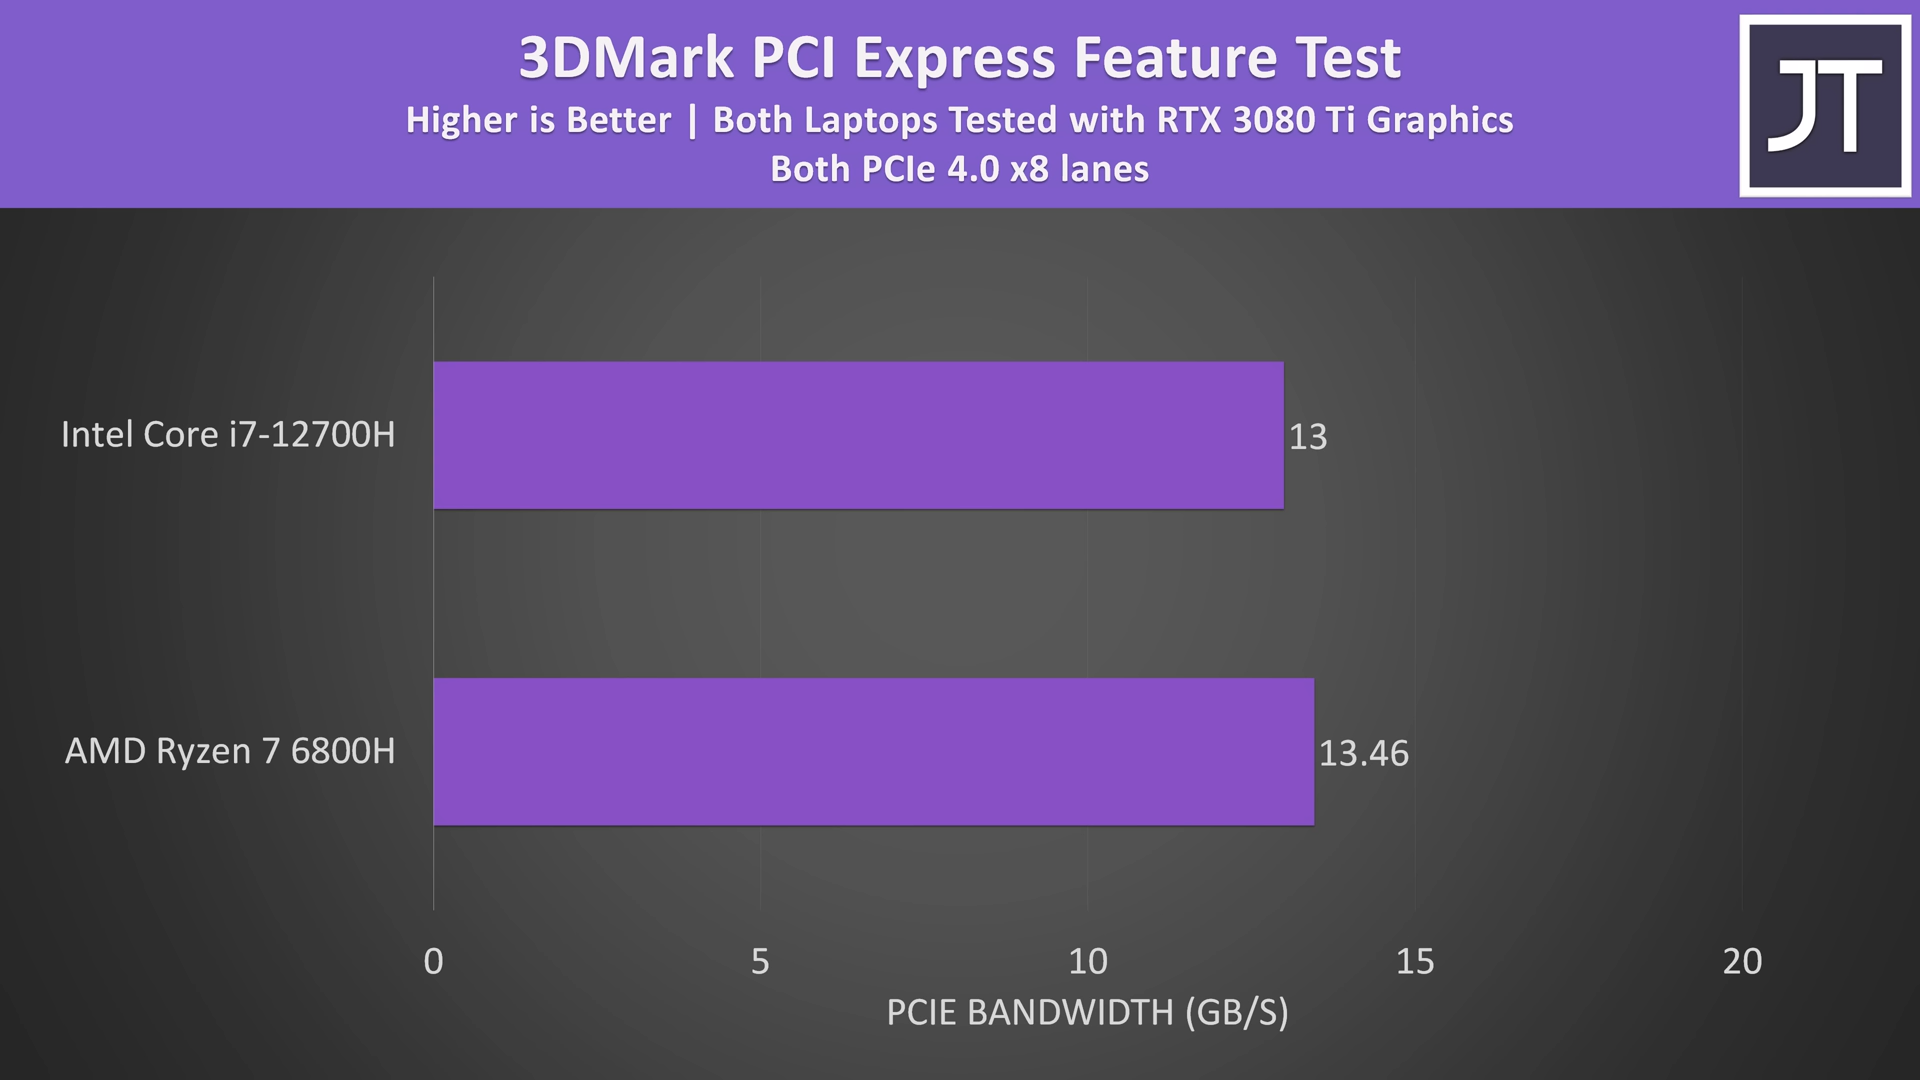 3DMark PCI Express Feature Test
Higher is Better | Both Laptops Tested with RTX 3080 Ti Graphics
Both PCIe 4.0 x8 lanes
JT
Intel Core i7-12700H
13
AMD Ryzen 7 6800H
13.46
0 5 10 15 20
PCIE BANDWIDTH (GB/S)